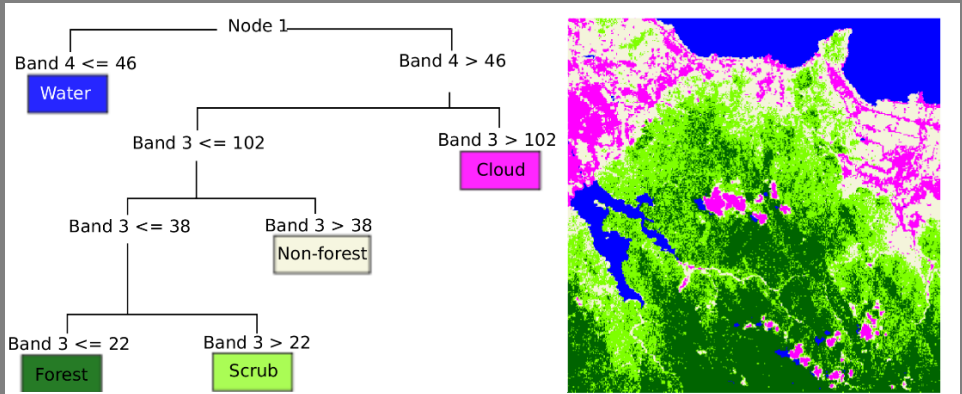 Node 1
Band 4 <= 46
Band 4 > 46
Water
Band 3 <= 102
Band 3 > 102
Cloud
Band 3 <= 38
Band 3 > 38
Non-forest
Band 3 <= 22
Band 3 > 22
Forest
Scrub